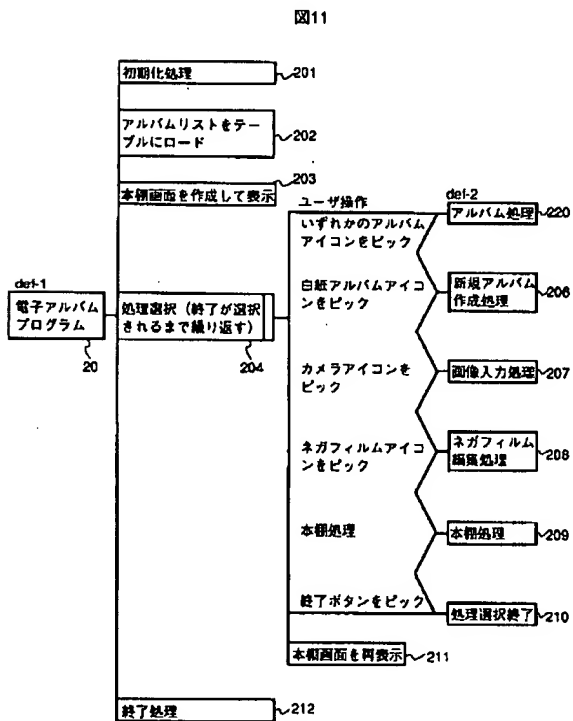 図11
初期化処理
201
アルバムリストをテー
ブルにロード
202
203
本棚画面を作成して表示
def-1
電子アルバム
プログラム
20
処理選択（終了が選択
されるまで繰り返す）
204
ユーザ操作
いずれかのアルバム
アイコンをピック
def-2
アルバム処理
220
白紙アルバムアイコ
ンをピック
新規アルバム
作成処理
206
カメラアイコンを
ピック
画像入力処理
207
ネガフィルムアイコ
ンをピック
ネガフィルム
編集処理
208
本棚処理
本棚処理
209
終了ボタンをピック
処理選択終了
210
本棚画面を再表示
211
終了処理
212